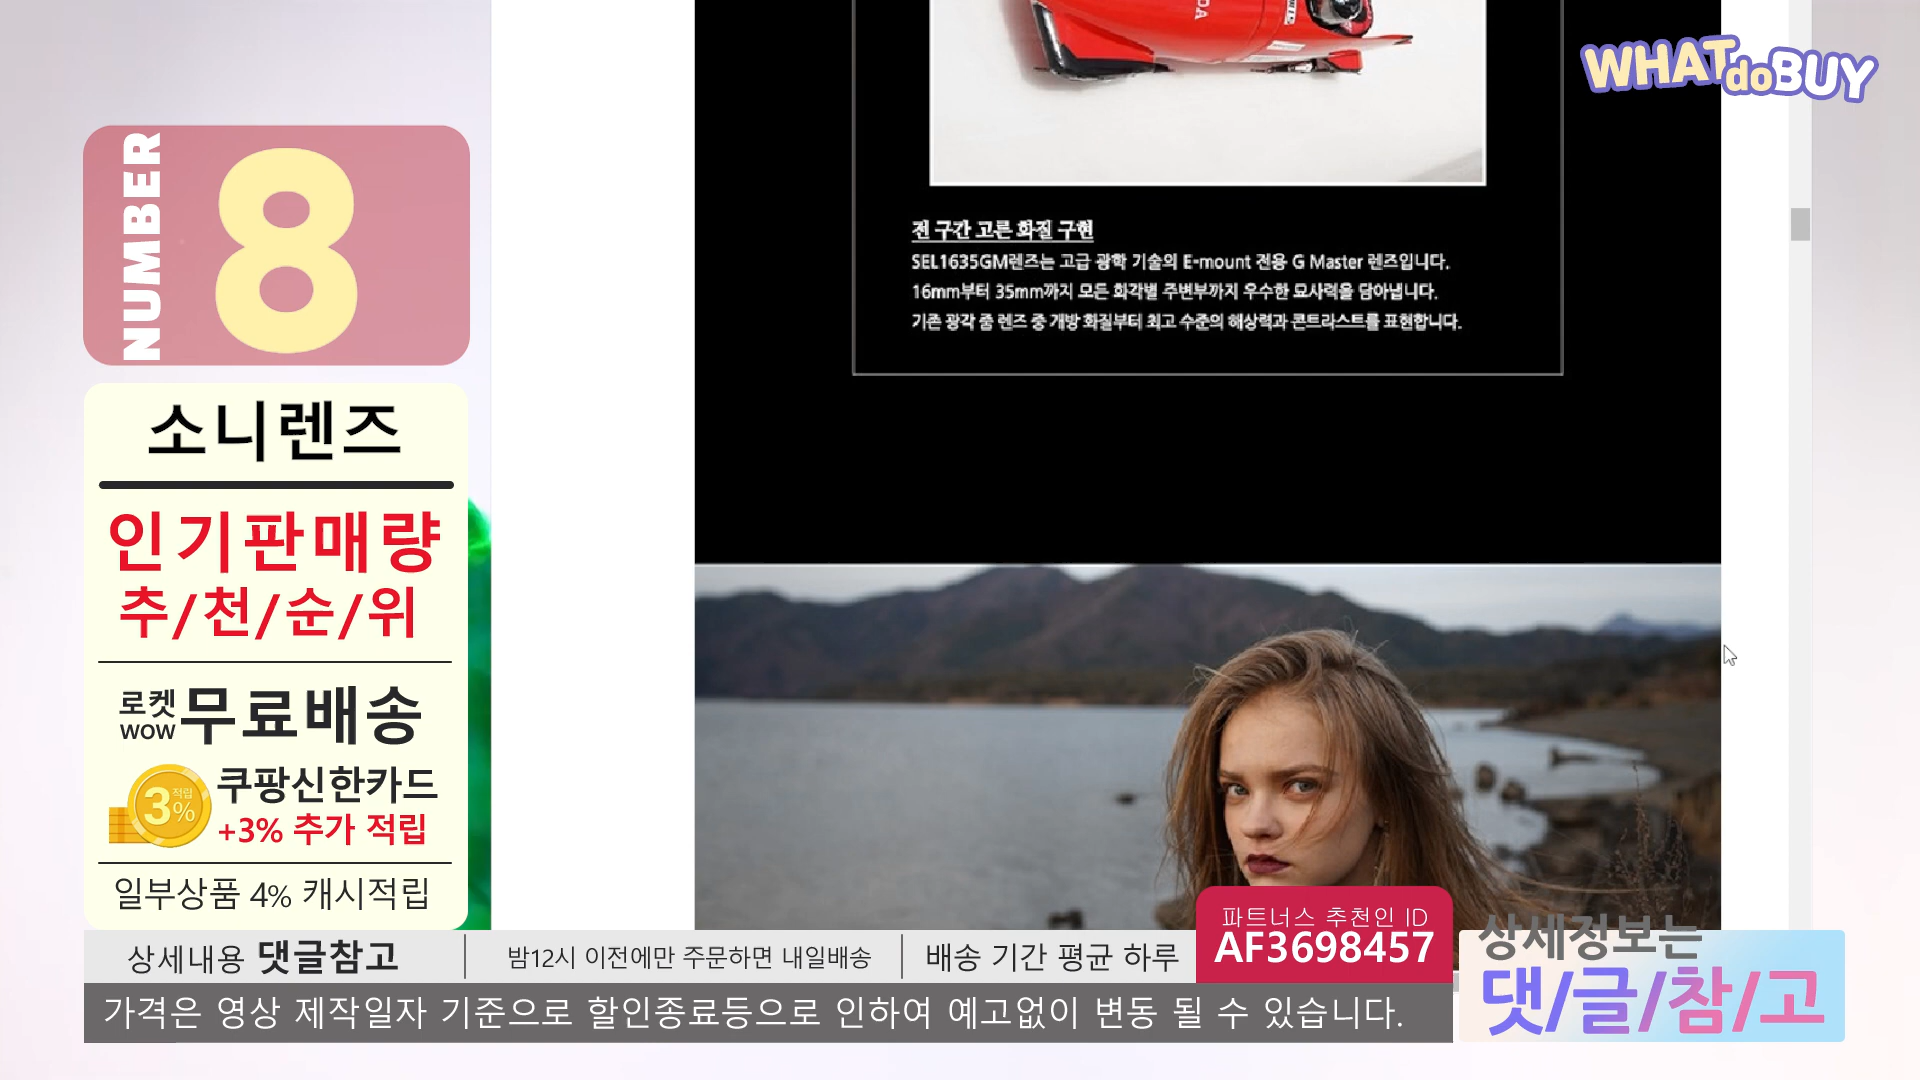 WHAT do BUY
NUMBER
8
소니렌즈
인기판매량
추/천/순/위
로켓
WOW
무료배송
3%
적립
쿠팡신한카드
+3% 추가 적립
일부상품 4% 캐시적립
전 구간 고른 화질 구현
SEL1635GM렌즈는 고급 광학 기술의 E-mount 전용 G Master 렌즈입니다.
16mm부터 35mm까지 모든 화각별 주변부까지 우수한 묘사력을 담아냅니다.
기존 광각 줌 렌즈 중 개방 화질부터 최고 수준의 해상력과 콘트라스트를 표현합니다.
상세내용 댓글참고
밤12시 이전에만 주문하면 내일배송
배송 기간 평균 하루
파트너스 추천인 ID
AF3698457
상세정보는
댓/글/참/고
가격은 영상 제작일자 기준으로 할인종료등으로 인하여 예고없이 변동 될 수 있습니다.